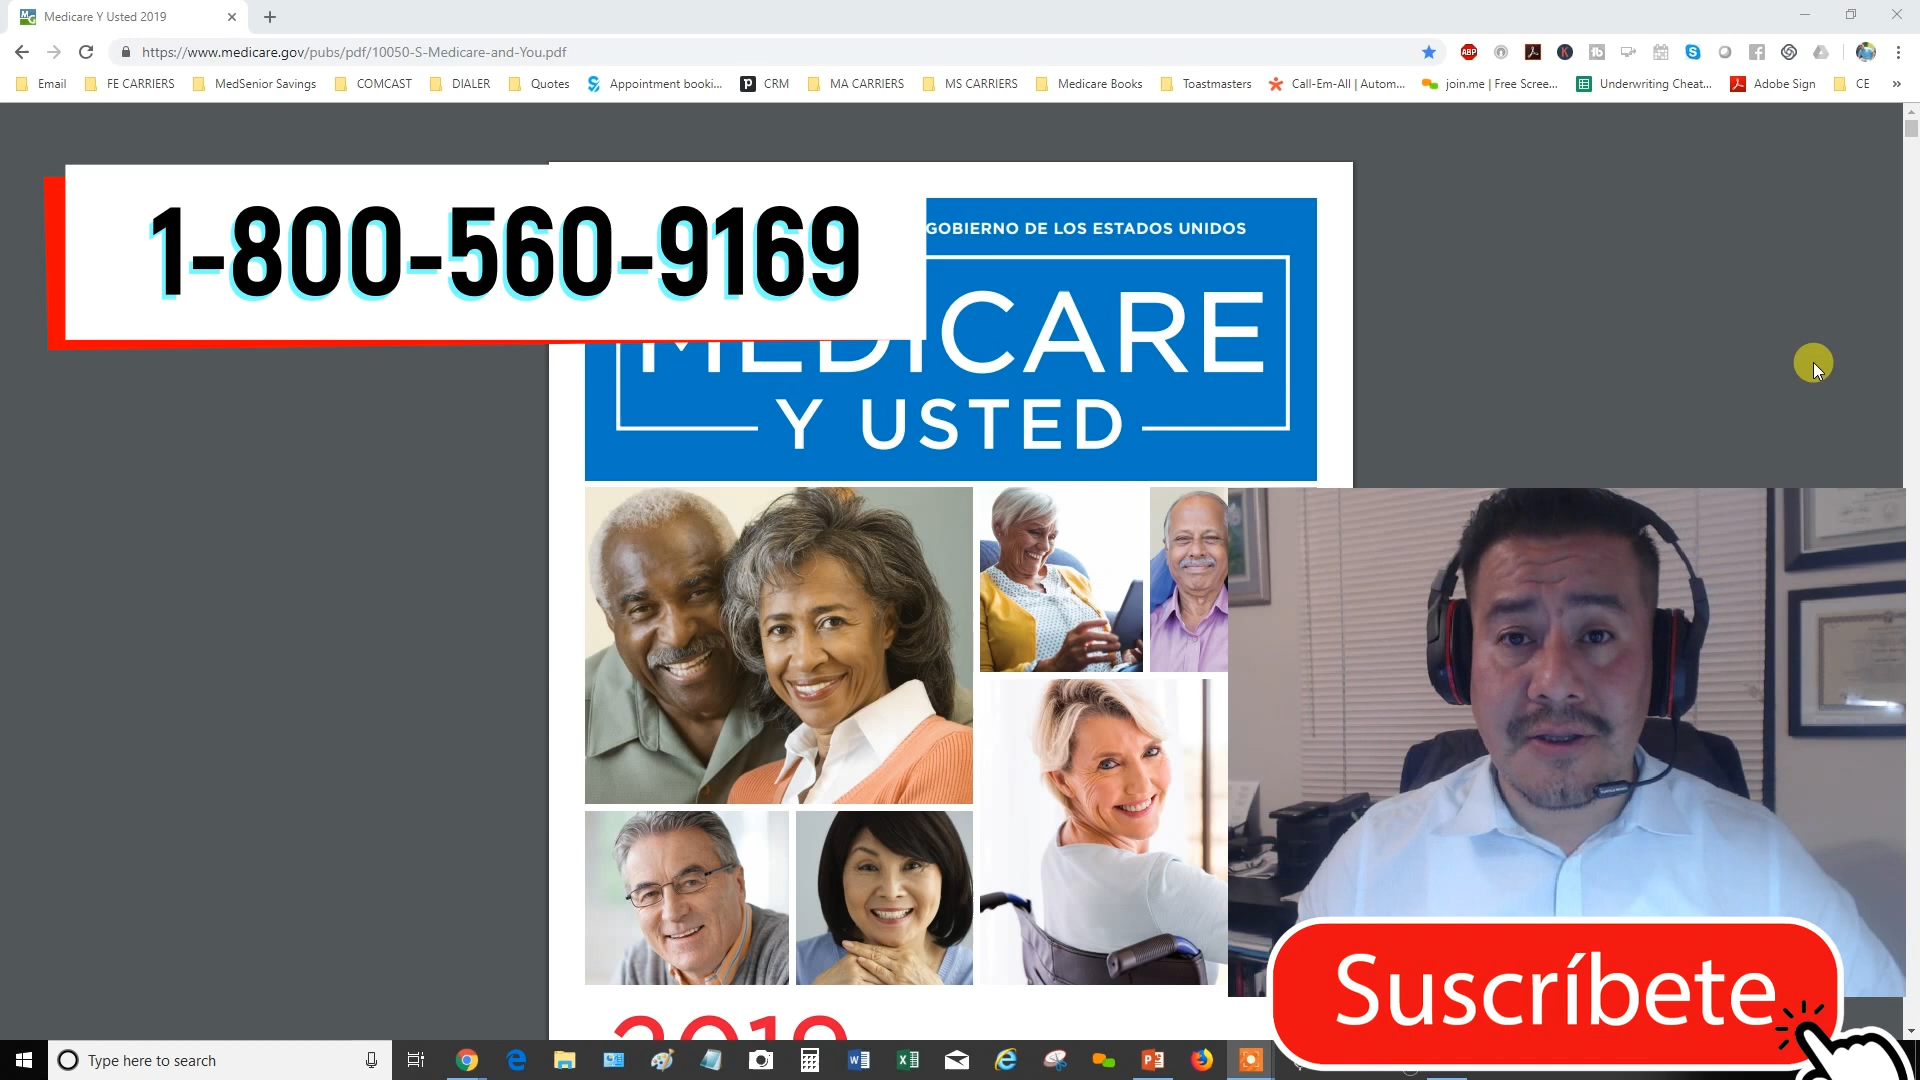 Medicare Y Usted 2019
https://www.medicare.gov/pubs/pdf/10050-S-Medicare-and-You.pdf
Email FE CARRIERS MedSenior Savings COMCAST DIALER Quotes Appointment booki... CRM MA CARRIERS MS CARRIERS Medicare Books Toastmasters Call-Em-All | Autom... join.me | Free Scree... Underwriting Cheat... Adobe Sign CE »
1-800-560-9169
GOBIERNO DE LOS ESTADOS UNIDOS
MEDICARE
Y USTED
2019
Suscríbete
Type here to search